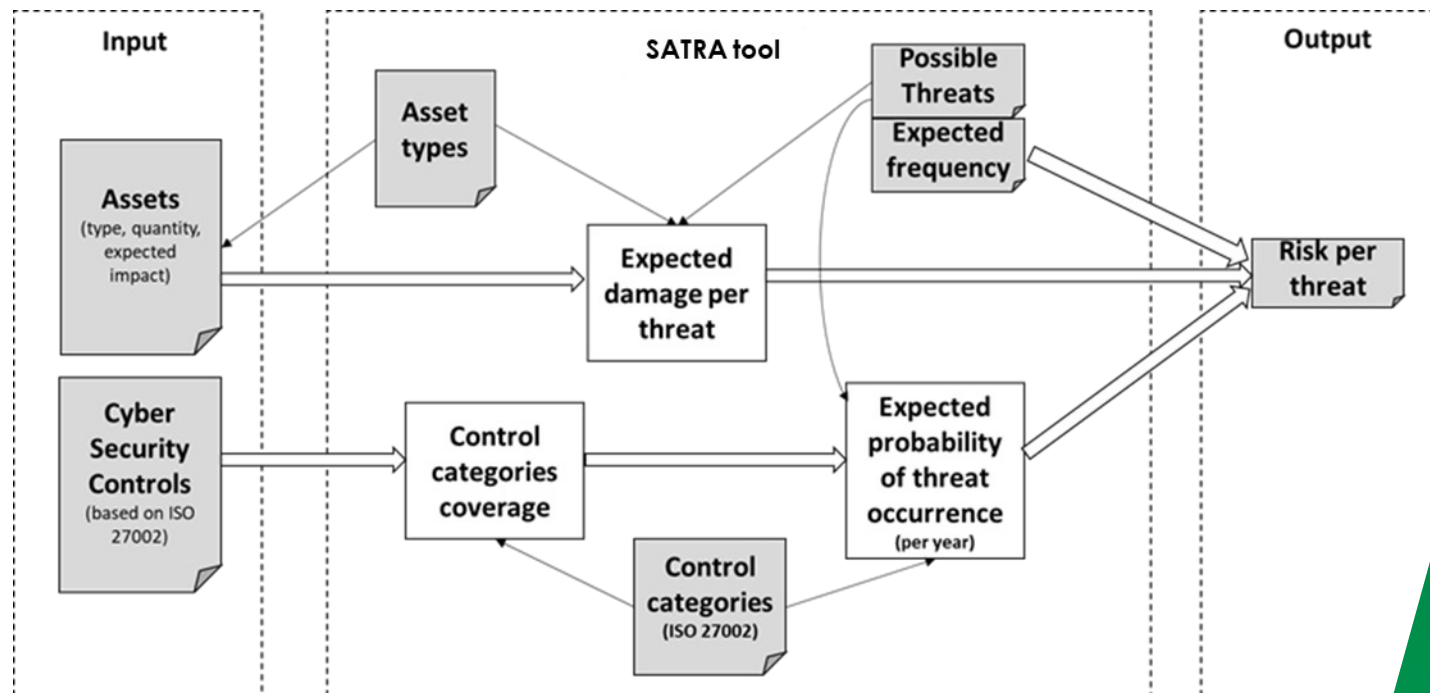 Input
SATRA tool
Output
Asset
types
Possible
Threats
Expected
frequency
Assets
(type, quantity,
expected
impact)
Expected
damage per
threat
Risk per
threat
Cyber
Security
Controls
(based on ISO
27002)
Control
categories
coverage
Expected
probability
of threat
occurrence
(per year)
Control
categories
(ISO 27002)